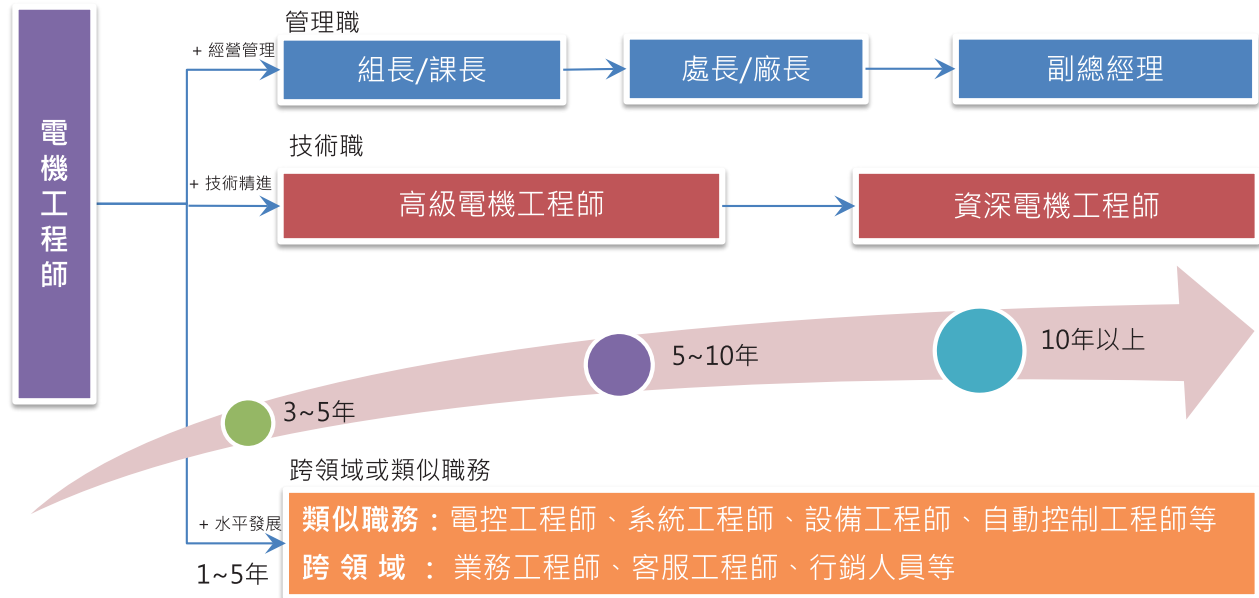 電機工程師
管理職
+ 經營管理
組長/課長
處長/廠長
副總經理
技術職
+ 技術精進
高級電機工程師
資深電機工程師
10年以上
5~10年
3~5年
跨領域或類似職務
+ 水平發展
1~5年
類似職務：電控工程師、系統工程師、設備工程師、自動控制工程師等
跨 領 域 ： 業務工程師、客服工程師、行銷人員等